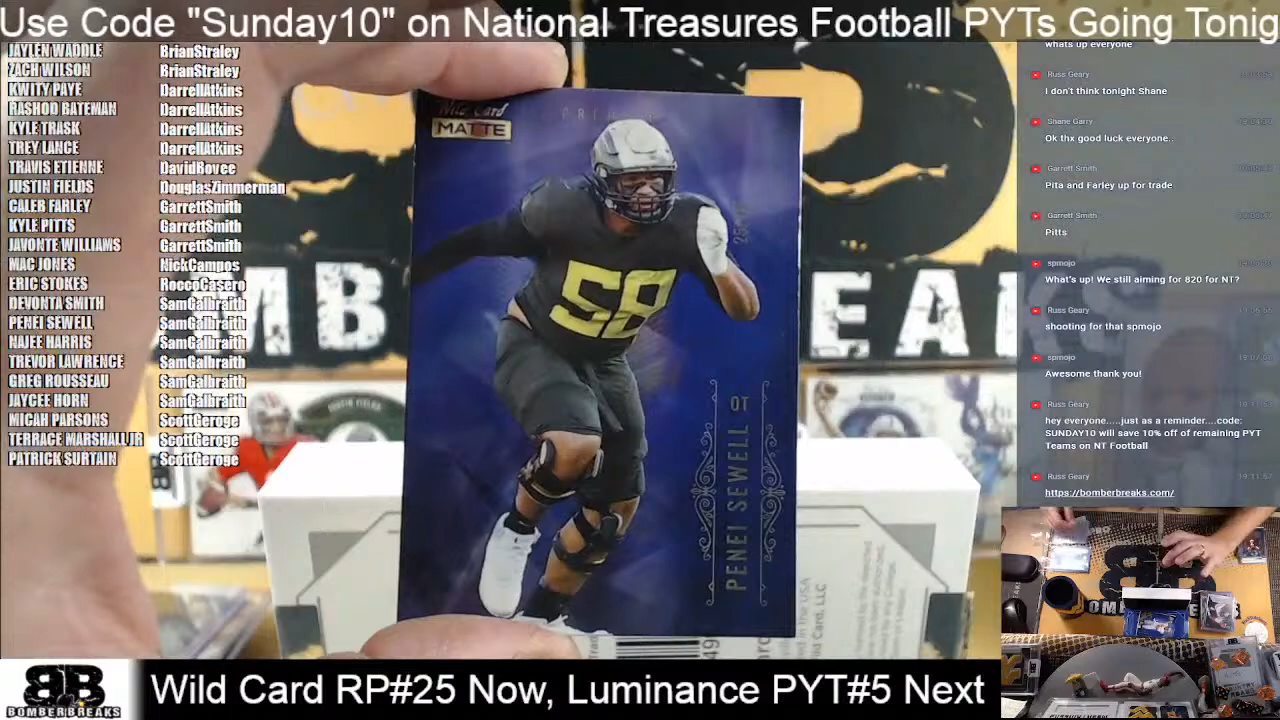 Use Code "Sunday10" on National Treasures Football PYTs Going Tonig
JAYLEN WADDLE BrianStraley
ZACH WILSON BrianStraley
KWITY PAYE DarrellAtkins
RASHOD BATEMAN DarrellAtkins
KYLE TRASK DarrellAtkins
TREY LANCE DarrellAtkins
TRAVIS ETIENNE DavidBovee
JUSTIN FIELDS DouglasZimmerman
CALEB FARLEY GarrettSmith
KYLE PITTS GarrettSmith
JAVONTE WILLIAMS GarrettSmith
MAC JONES NickCampos
ERIC STOKES RoccoCasero
DEVONTA SMITH SamGalbraith
PENEI SEWELL SamGalbraith
NAJEE HARRIS SamGalbraith
TREVOR LAWRENCE SamGalbraith
GREG ROUSSEAU SamGalbraith
JAYCEE HORN SamGalbraith
MICAH PARSONS ScottGeroge
TERRACE MARSHALL JR ScottGeroge
PATRICK SURTAIN ScottGeroge
Wild Card
MATTE
58
PENEI SEWELL OT
MB
EA
JUSTIN FIELDS
whats up everyone
Russ Geary
I don't think tonight Shane
Shane Garry
Ok thx good luck everyone..
Garrett Smith
Pita and Farley up for trade
Garrett Smith
Pitts
spmojo
What's up! We still aiming for 820 for NT?
Russ Geary
shooting for that spmojo
spmojo
Awesome thank you!
Russ Geary
hey everyone.....just as a reminder....code:
SUNDAY10 will save 10% off of remaining PYT
Teams on NT Football
Russ Geary
https://bomberbreaks.com/
BOMBERBREAKS
Wild Card RP#25 Now, Luminance PYT#5 Next